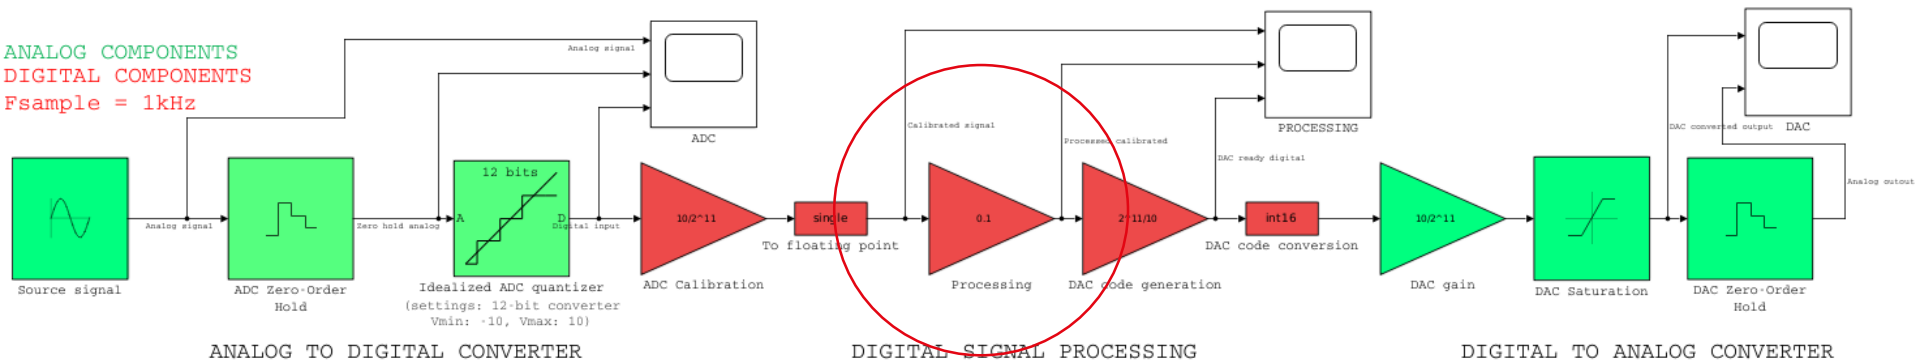 ANALOG COMPONENTS
DIGITAL COMPONENTS
Fsample = 1kHz
Analog signal
ADC
Calibrated signal
Processed calibrated
DAC ready digital
PROCESSING
DAC converted output
DAC
Analog outout
Analog signal
Zero hold analog
12 bits
A
D
Digital input
10/2^11
single
0.1
2^11/10
int16
10/2^11
Source signal
ADC Zero-Order
Hold
Idealized ADC quantizer
(settings: 12-bit converter
Vmin: -10, Vmax: 10)
ADC Calibration
To floating point
Processing
DAC code generation
DAC code conversion
DAC gain
DAC Saturation
DAC Zero-Order
Hold
ANALOG TO DIGITAL CONVERTER
DIGITAL SIGNAL PROCESSING
DIGITAL TO ANALOG CONVERTER